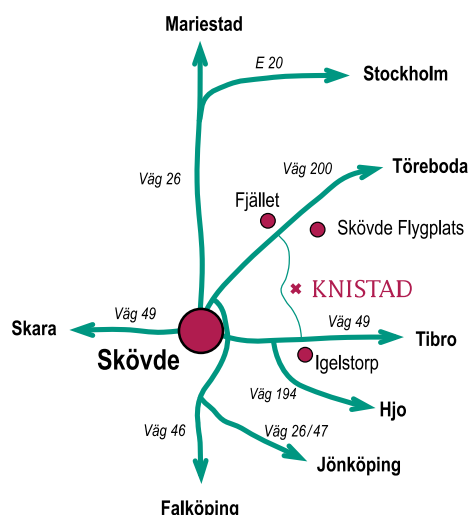 Mariestad
E 20
Stockholm
Väg 26
Väg 200
Töreboda
Fjället
Skövde Flygplats
KNISTAD
Skara
Väg 49
Väg 49
Tibro
Skövde
Igelstorp
Väg 194
Hjo
Väg 46
Väg 26/47
Jönköping
Falköping